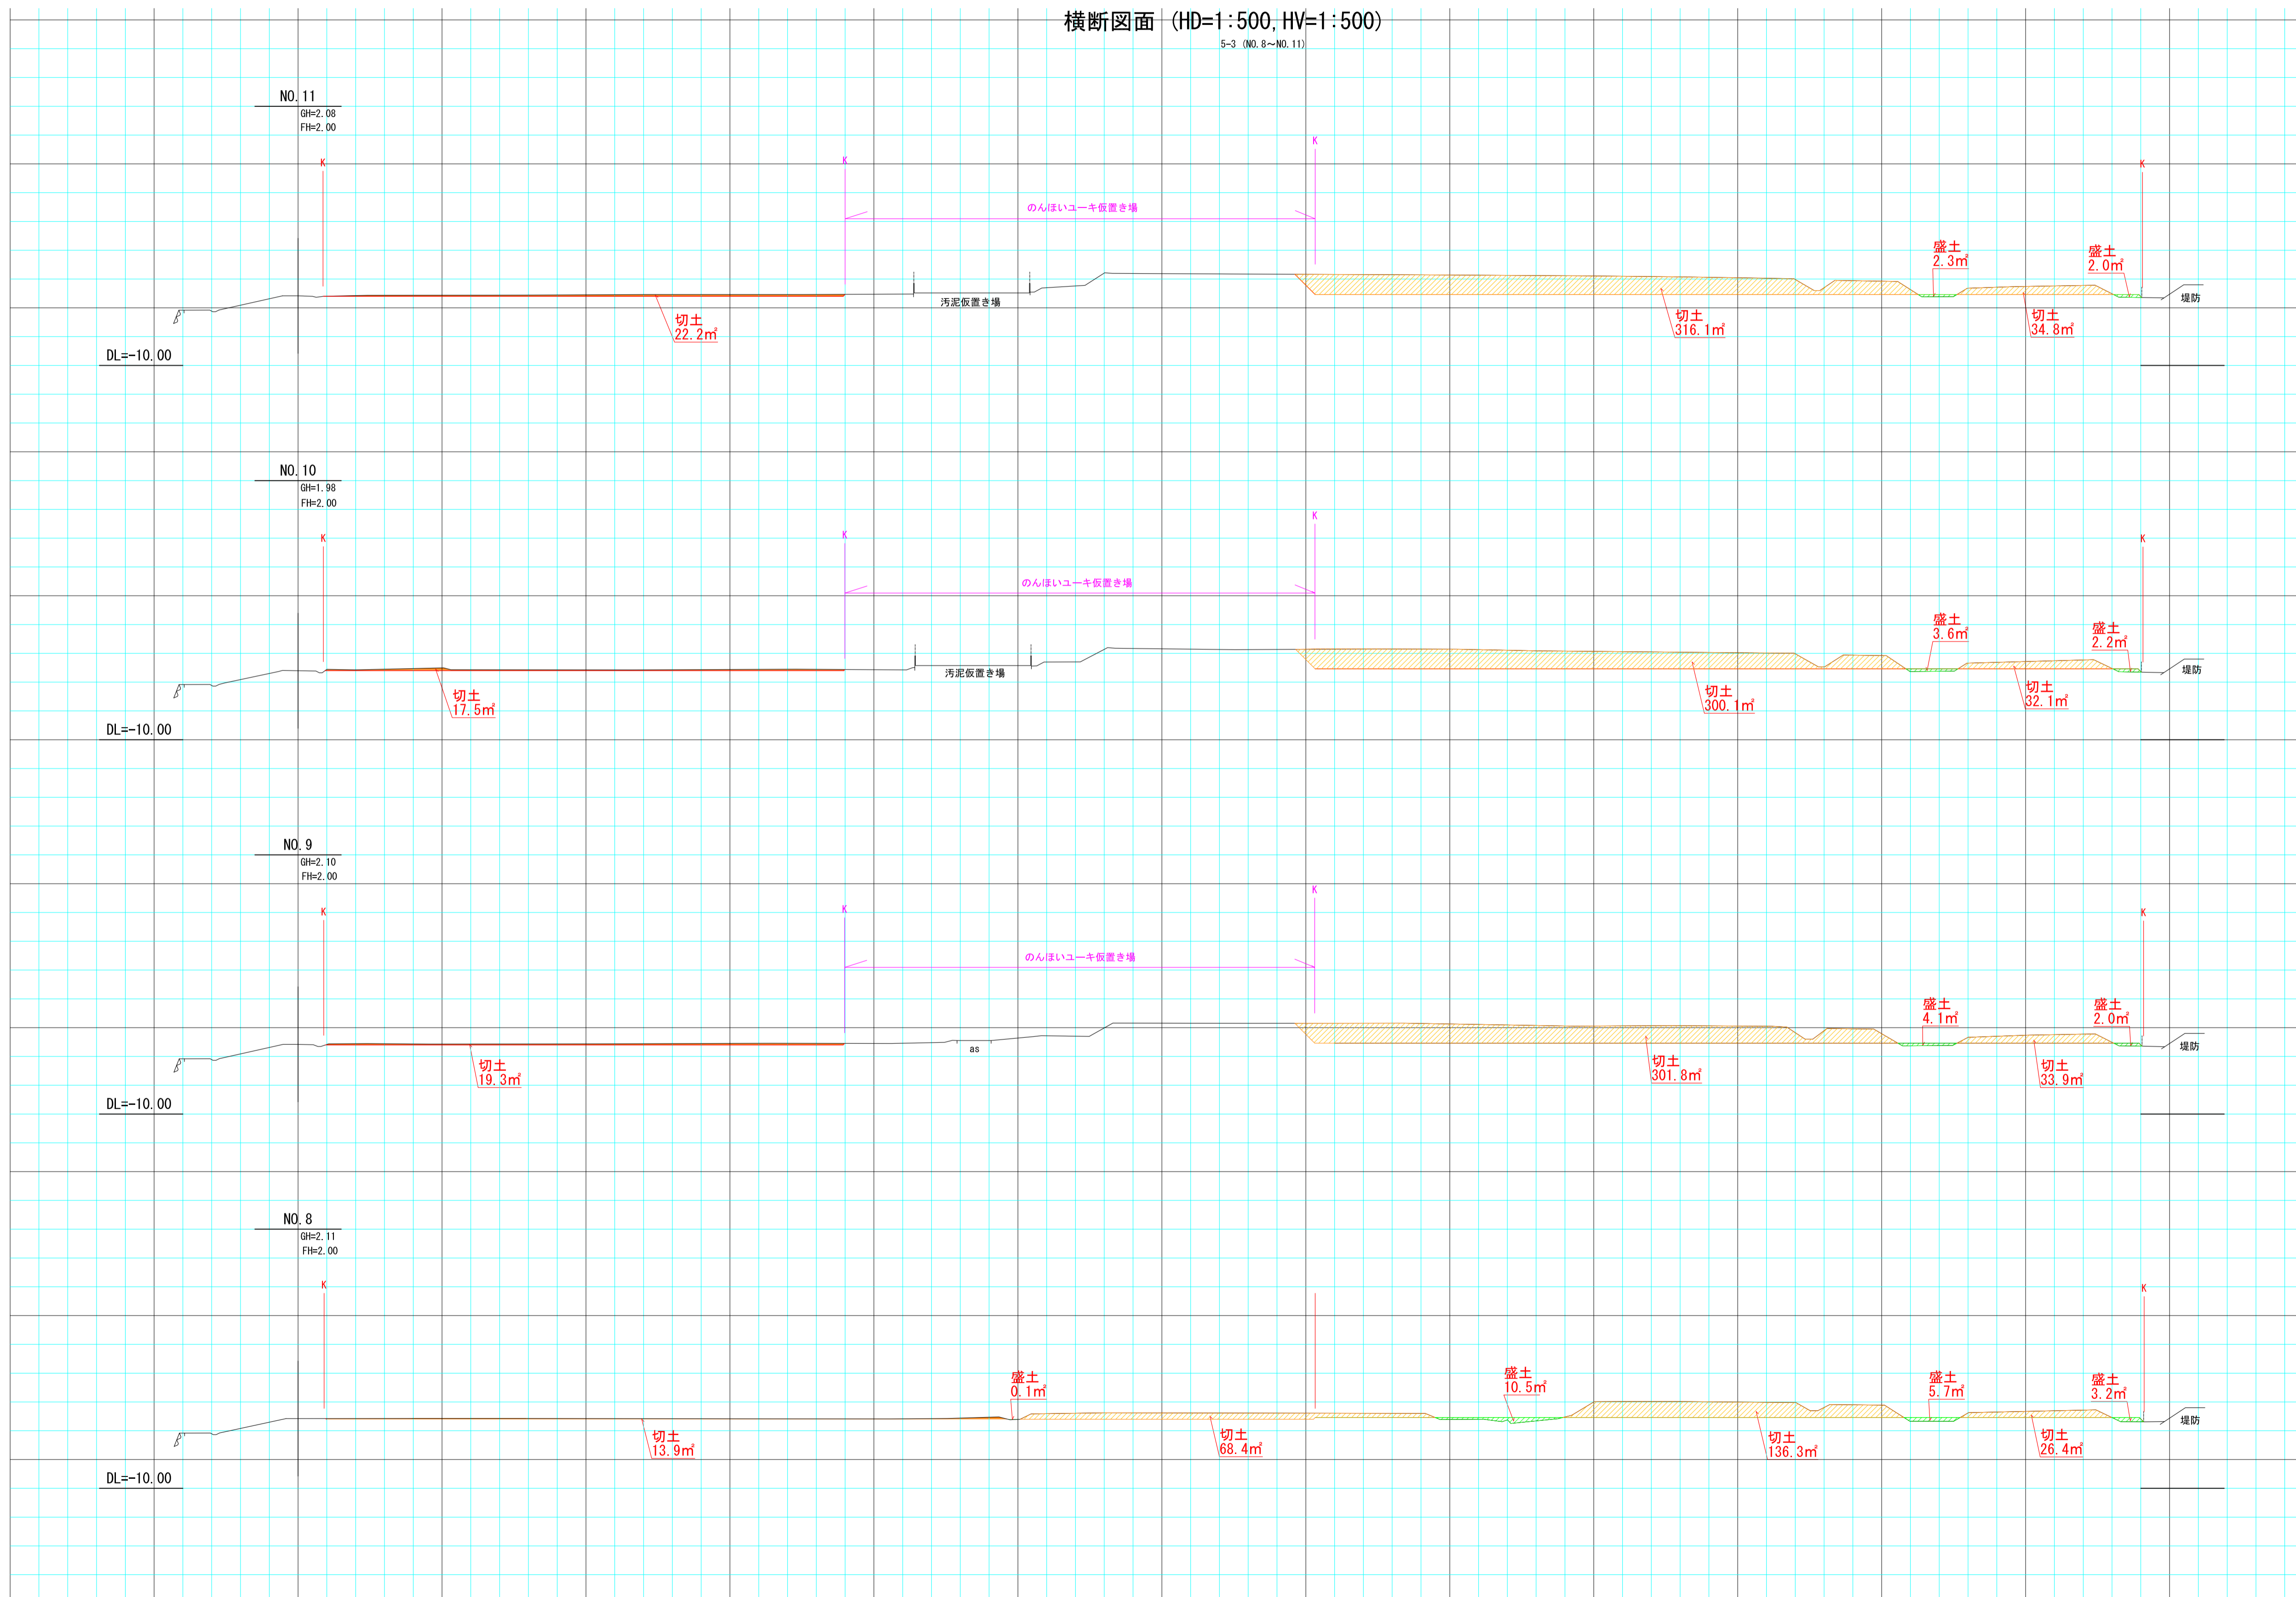 横断図面 (HD=1:500,HV=1:500)
5-3 (NO.8～NO.11)
NO.11
GH=2.08
FH=2.00
K
K
K
K
のんほいユーキ仮置き場
盛土
2.3㎡
盛土
2.0㎡
汚泥仮置き場
堤防
切土
22.2㎡
切土
316.1㎡
切土
34.8㎡
DL=-10.00
NO.10
GH=1.98
FH=2.00
K
K
K
K
のんほいユーキ仮置き場
盛土
3.6㎡
盛土
2.2㎡
汚泥仮置き場
堤防
切土
17.5㎡
切土
300.1㎡
切土
32.1㎡
DL=-10.00
NO.9
GH=2.10
FH=2.00
K
K
K
K
のんほいユーキ仮置き場
盛土
4.1㎡
盛土
2.0㎡
as
堤防
切土
19.3㎡
切土
301.8㎡
切土
33.9㎡
DL=-10.00
NO.8
GH=2.11
FH=2.00
K
K
盛土
0.1㎡
盛土
10.5㎡
盛土
5.7㎡
盛土
3.2㎡
堤防
切土
13.9㎡
切土
68.4㎡
切土
136.3㎡
切土
26.4㎡
DL=-10.00